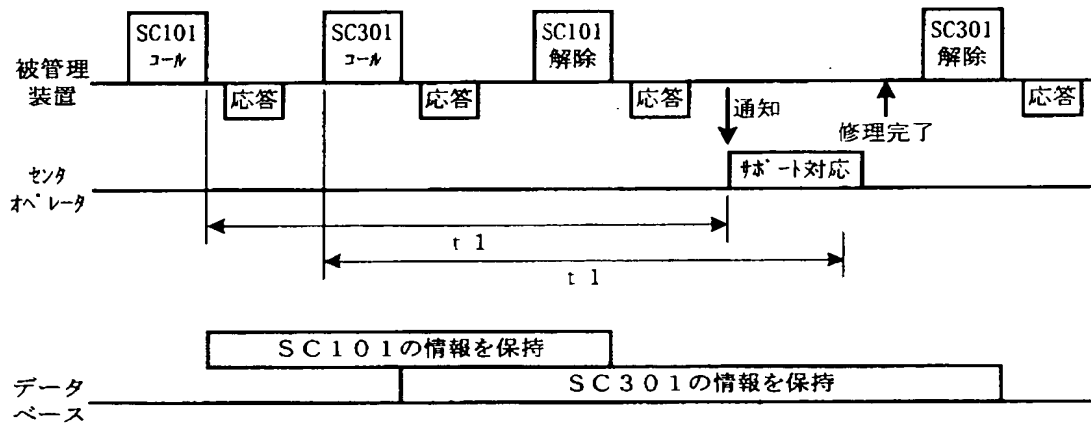 SC101
コール
SC301
コール
SC101
解除
SC301
解除
被管理
装置
応答
応答
応答
応答
通知
修理完了
センタ
オペレータ
サポート対応
t 1
t 1
SC101の情報を保持
SC301の情報を保持
データ
ベース